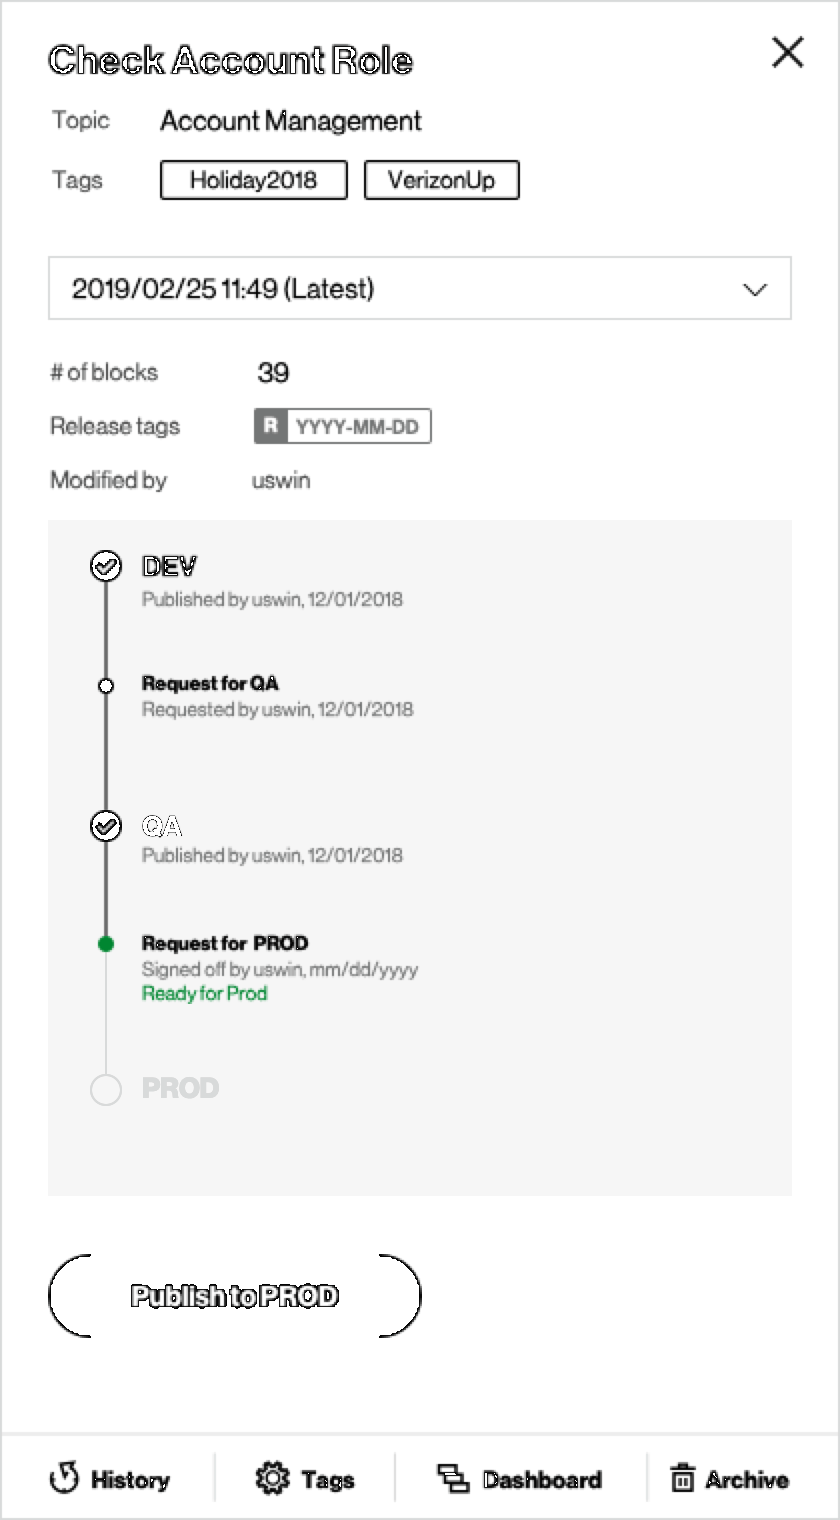 Check Account Role
Topic Account Management
Tags Holiday2018 VerizonUp
2019/02/25 11:49 (Latest)
# of blocks 39
Release tags R YYYY-MM-DD
Modified by uswin
DEV
Published by uswin, 12/01/2018
Request for QA
Requested by uswin, 12/01/2018
QA
Published by uswin, 12/01/2018
Request for PROD
Signed off by uswin, mm/dd/yyyy
Ready for Prod
PROD
Publish to PROD
History Tags Dashboard Archive